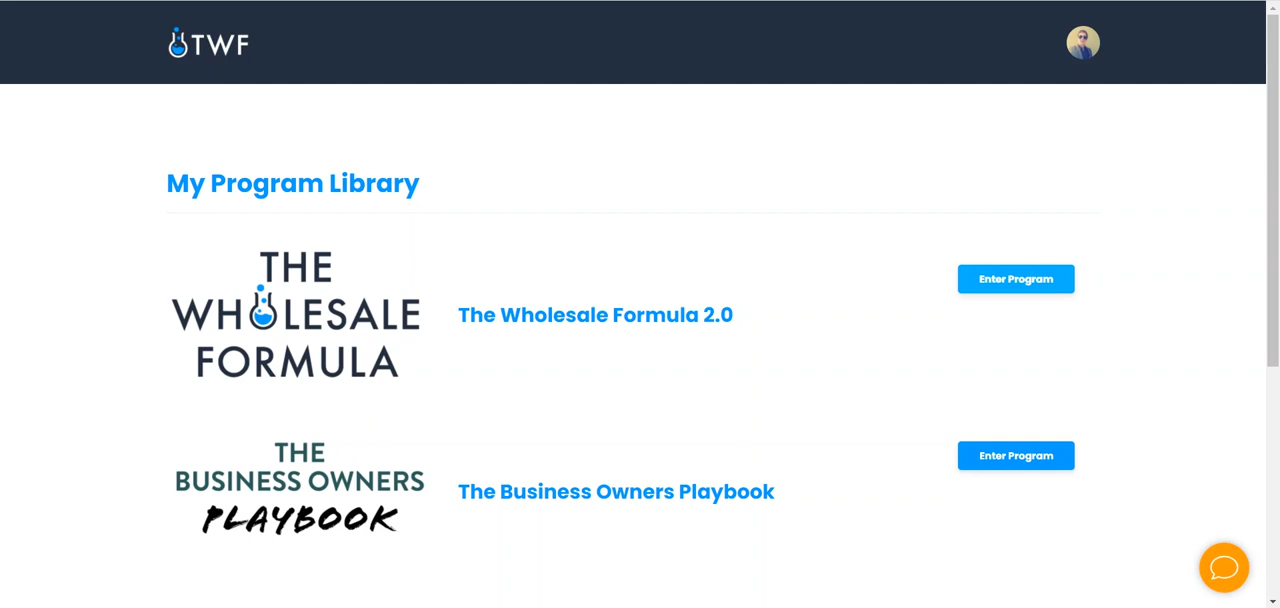 TWF
My Program Library
THE
WHOLESALE
FORMULA
The Wholesale Formula 2.0
Enter Program
THE
BUSINESS OWNERS
PLAYBOOK
The Business Owners Playbook
Enter Program